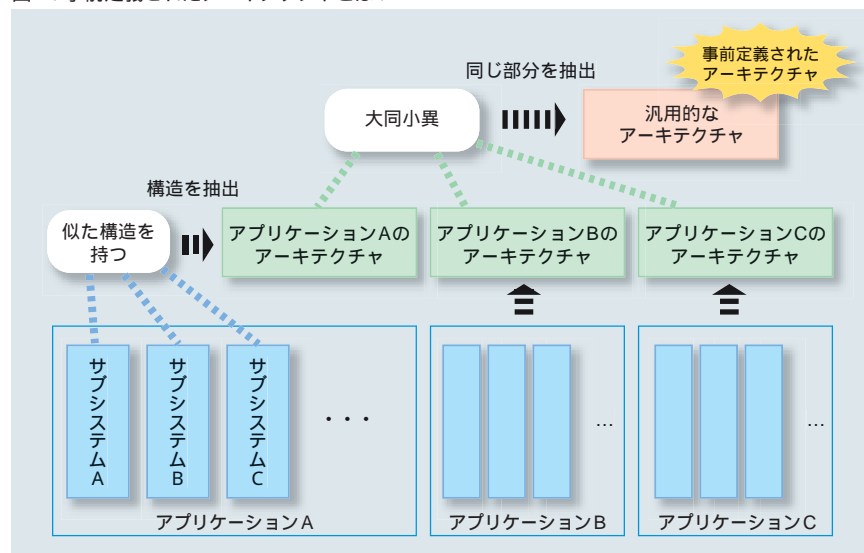 事前定義された
アーキテクチャ
同じ部分を抽出
大同小異
汎用的な
アーキテクチャ
構造を抽出
似た構造を
持つ
アプリケーションAの
アーキテクチャ
アプリケーションBの
アーキテクチャ
アプリケーションCの
アーキテクチャ
サブシステムA
サブシステムB
サブシステムC
・・・
…
…
アプリケーションA
アプリケーションB
アプリケーションC